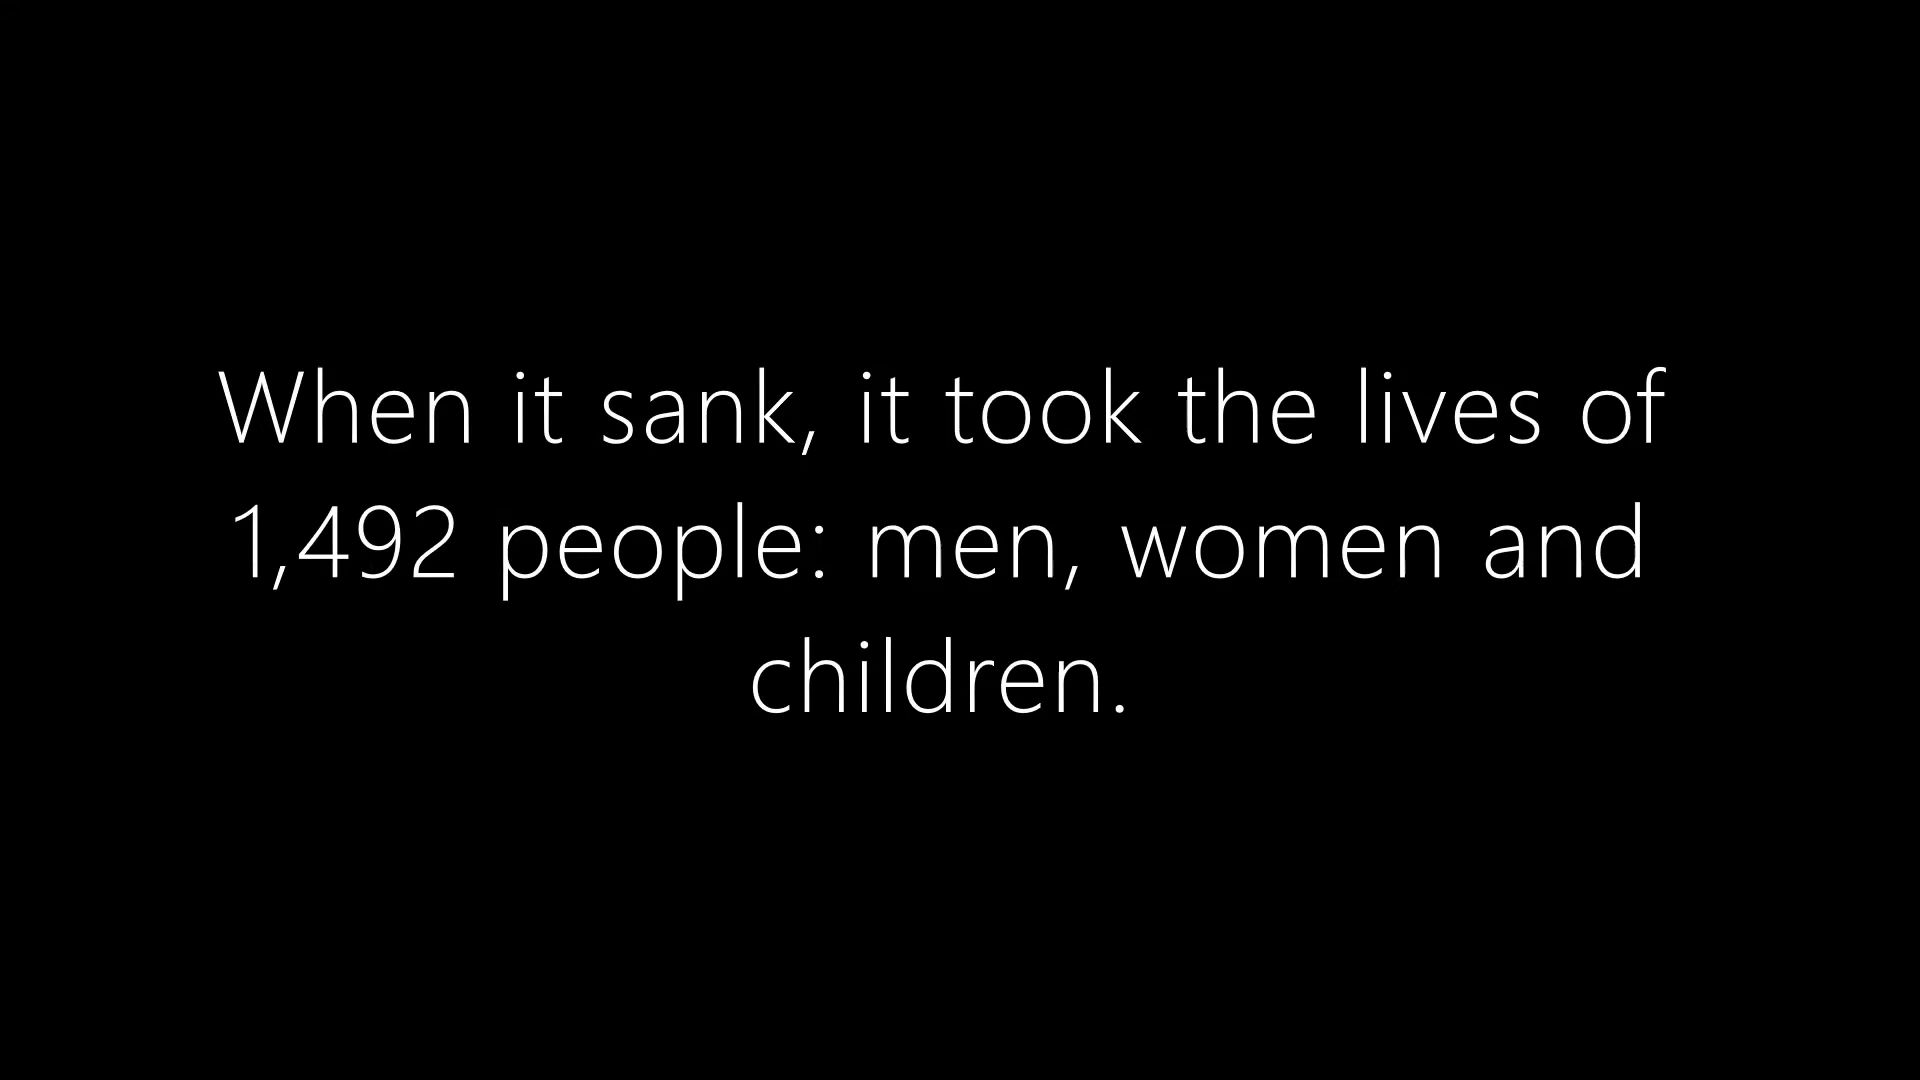 When it sank, it took the lives of
1,492 people: men, women and
children.